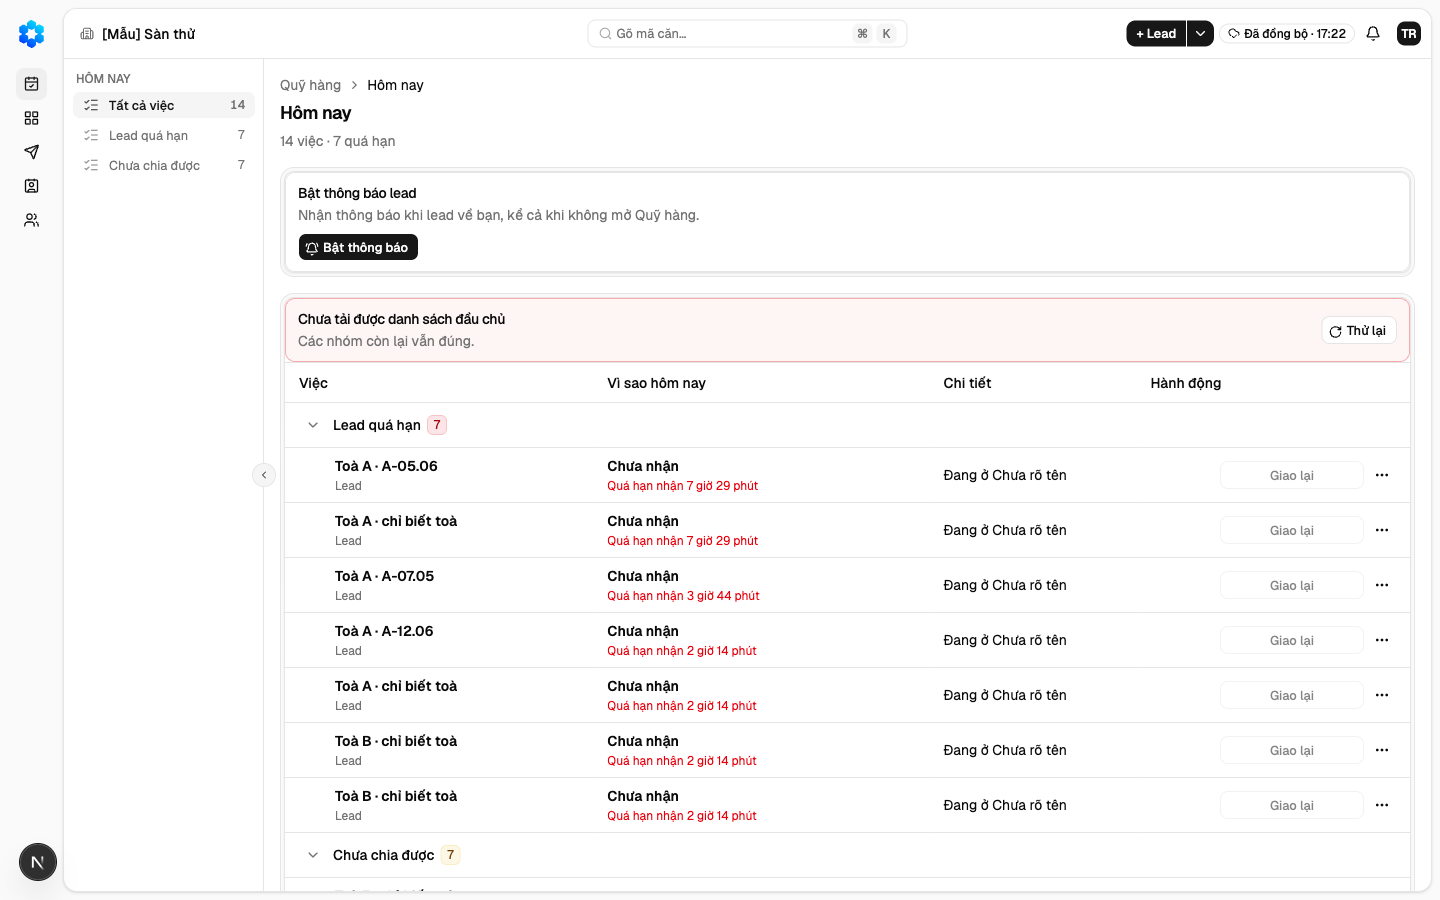 [Mẫu] Sàn thử
Gõ mã căn...
⌘ K
+ Lead
Đã đồng bộ · 17:22
TR
HÔM NAY
Tất cả việc 14
Lead quá hạn 7
Chưa chia được 7
Quỹ hàng > Hôm nay
Hôm nay
14 việc · 7 quá hạn
Bật thông báo lead
Nhận thông báo khi lead về bạn, kể cả khi không mở Quỹ hàng.
Bật thông báo
Chưa tải được danh sách đầu chủ
Các nhóm còn lại vẫn đúng.
Thử lại
Việc Vì sao hôm nay Chi tiết Hành động
Lead quá hạn 7
Toà A · A-05.06 Chưa nhận Đang ở Chưa rõ tên Giao lại
Lead Quá hạn nhận 7 giờ 29 phút
Toà A · chỉ biết toà Chưa nhận Đang ở Chưa rõ tên Giao lại
Lead Quá hạn nhận 7 giờ 29 phút
Toà A · A-07.05 Chưa nhận Đang ở Chưa rõ tên Giao lại
Lead Quá hạn nhận 3 giờ 44 phút
Toà A · A-12.06 Chưa nhận Đang ở Chưa rõ tên Giao lại
Lead Quá hạn nhận 2 giờ 14 phút
Toà A · chỉ biết toà Chưa nhận Đang ở Chưa rõ tên Giao lại
Lead Quá hạn nhận 2 giờ 14 phút
Toà B · chỉ biết toà Chưa nhận Đang ở Chưa rõ tên Giao lại
Lead Quá hạn nhận 2 giờ 14 phút
Toà B · chỉ biết toà Chưa nhận Đang ở Chưa rõ tên Giao lại
Lead Quá hạn nhận 2 giờ 14 phút
Chưa chia được 7
N